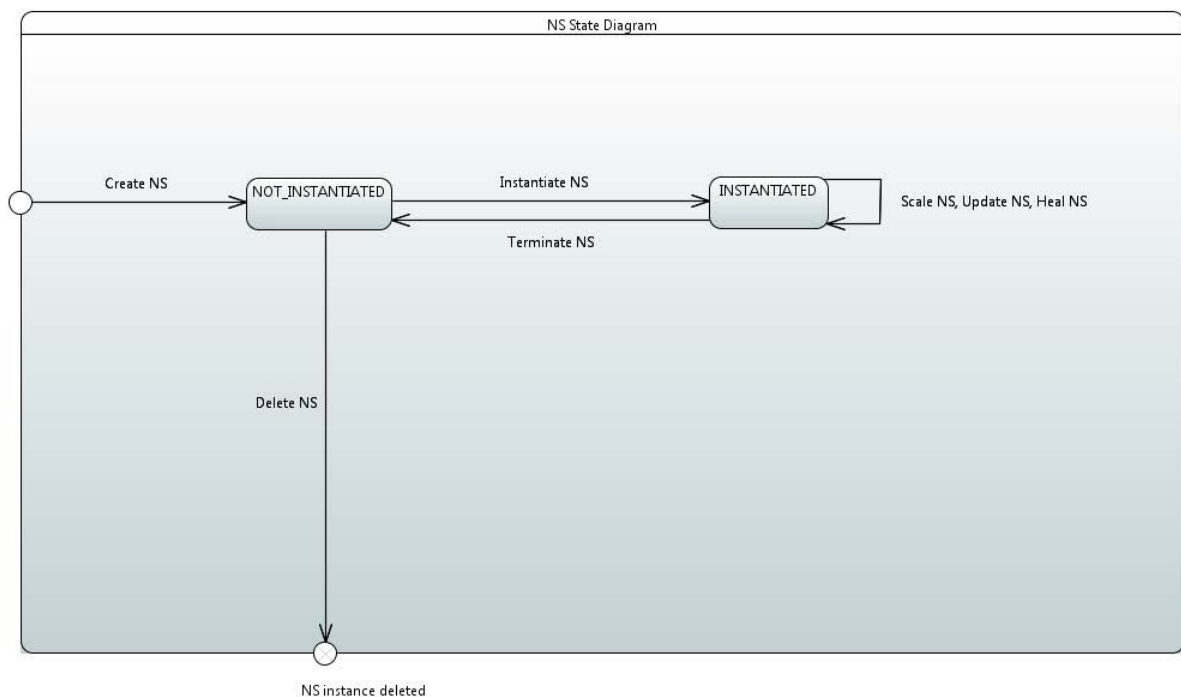 NS State Diagram
Create NS
NOT_INSTANTIATED
Instantiate NS
INSTANTIATED
Scale NS, Update NS, Heal NS
Terminate NS
Delete NS
NS instance deleted